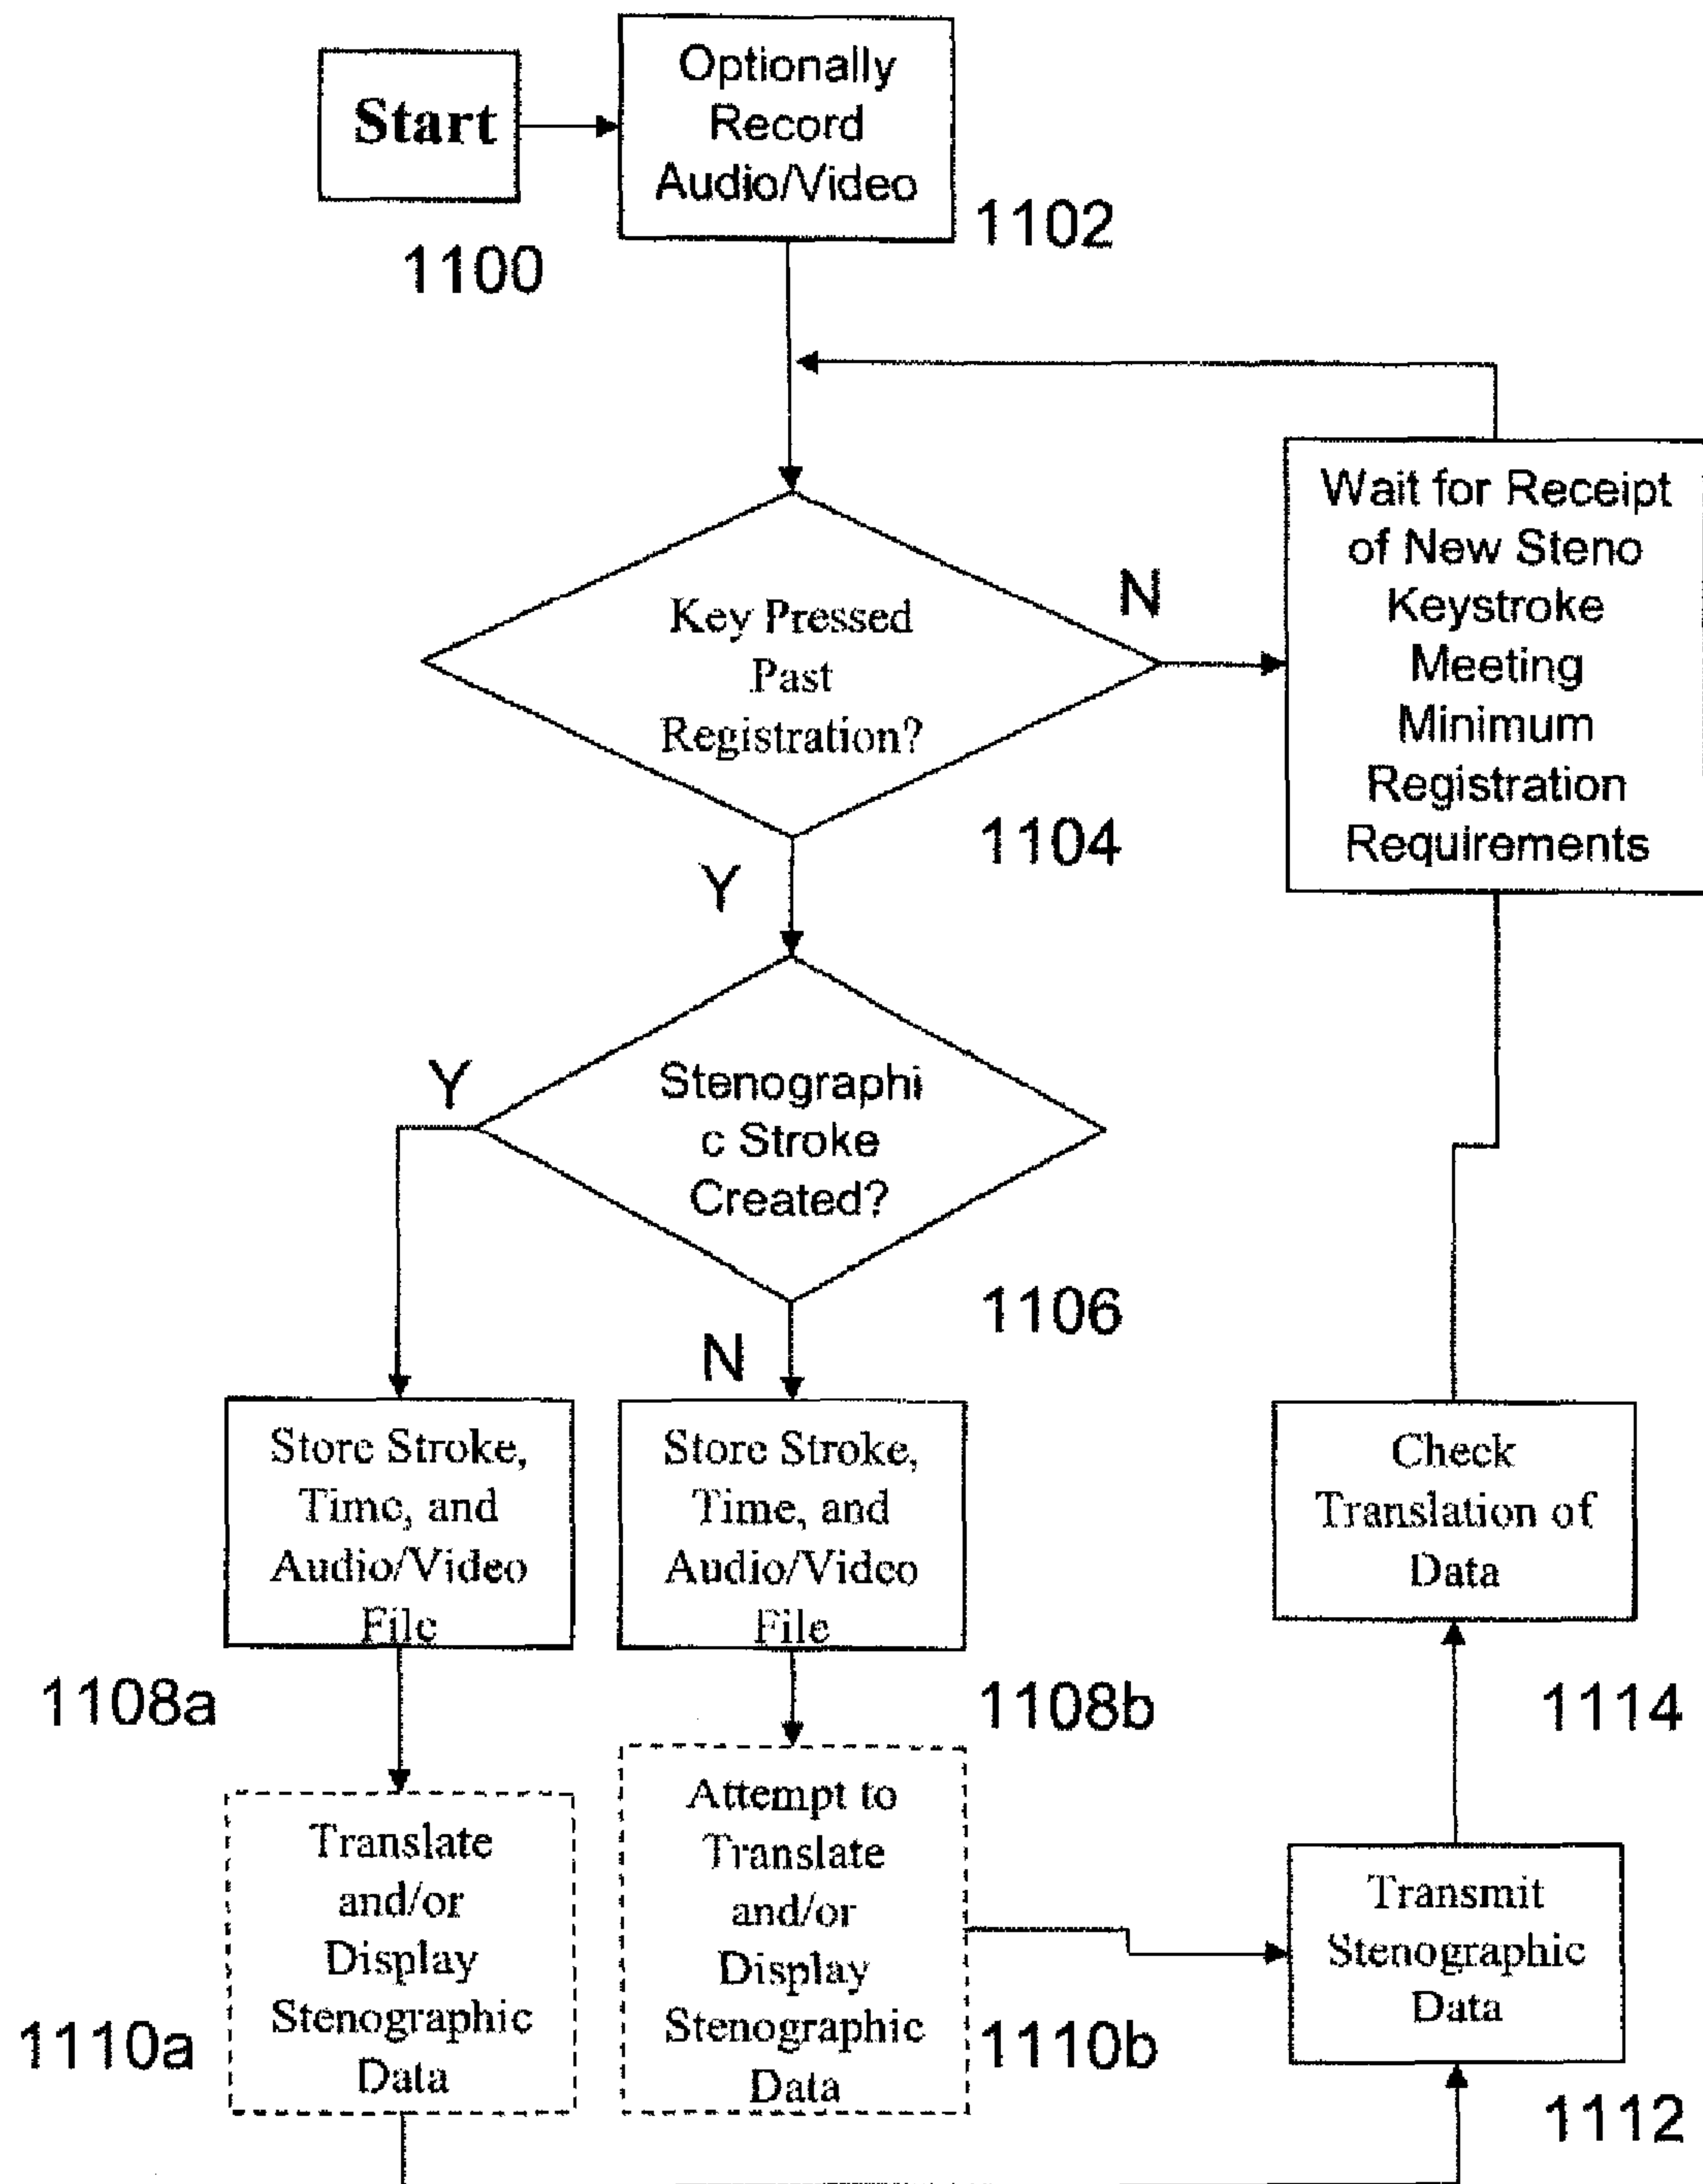 Start
1100
Optionally
Record
Audio/Video
1102
Key Pressed
Past
Registration?
1104
N
Y
Wait for Receipt
of New Steno
Keystroke
Meeting
Minimum
Registration
Requirements
Stenographi
c Stroke
Created?
1106
Y
N
Store Stroke,
Time, and
Audio/Video
File
1108a
Store Stroke,
Time, and
Audio/Video
File
1108b
Check
Translation of
Data
1114
Translate
and/or
Display
Stenographic
Data
1110a
Attempt to
Translate
and/or
Display
Stenographic
Data
1110b
Transmit
Stenographic
Data
1112